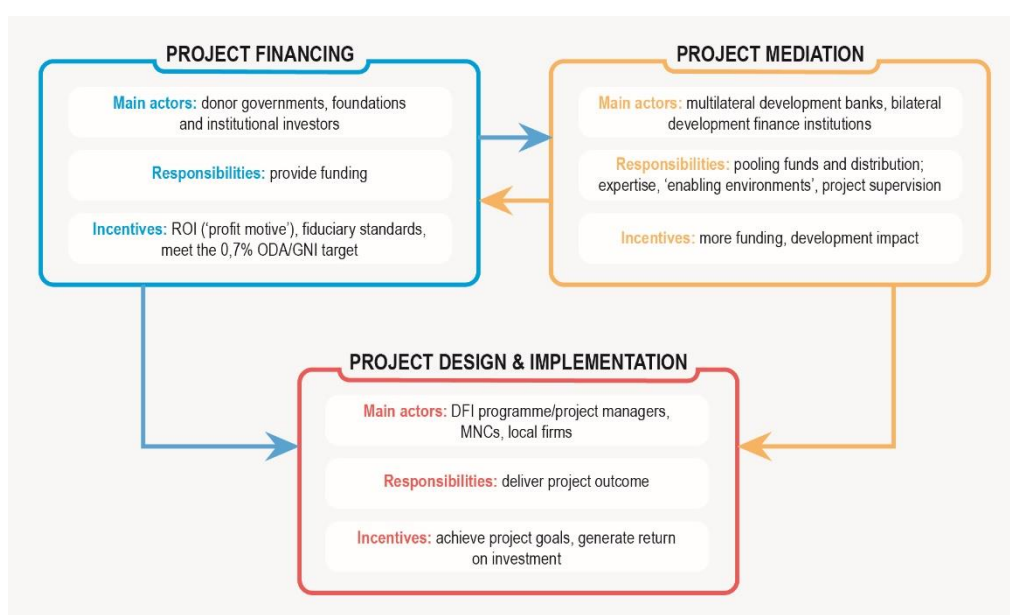 PROJECT FINANCING
Main actors: donor governments, foundations
and institutional investors
Responsibilities: provide funding
Incentives: ROI (‘profit motive’), fiduciary standards,
meet the 0,7% ODA/GNI target
PROJECT MEDIATION
Main actors: multilateral development banks, bilateral
development finance institutions
Responsibilities: pooling funds and distribution;
expertise, ‘enabling environments’, project supervision
Incentives: more funding, development impact
PROJECT DESIGN & IMPLEMENTATION
Main actors: DFI programme/project managers,
MNCs, local firms
Responsibilities: deliver project outcome
Incentives: achieve project goals, generate return
on investment